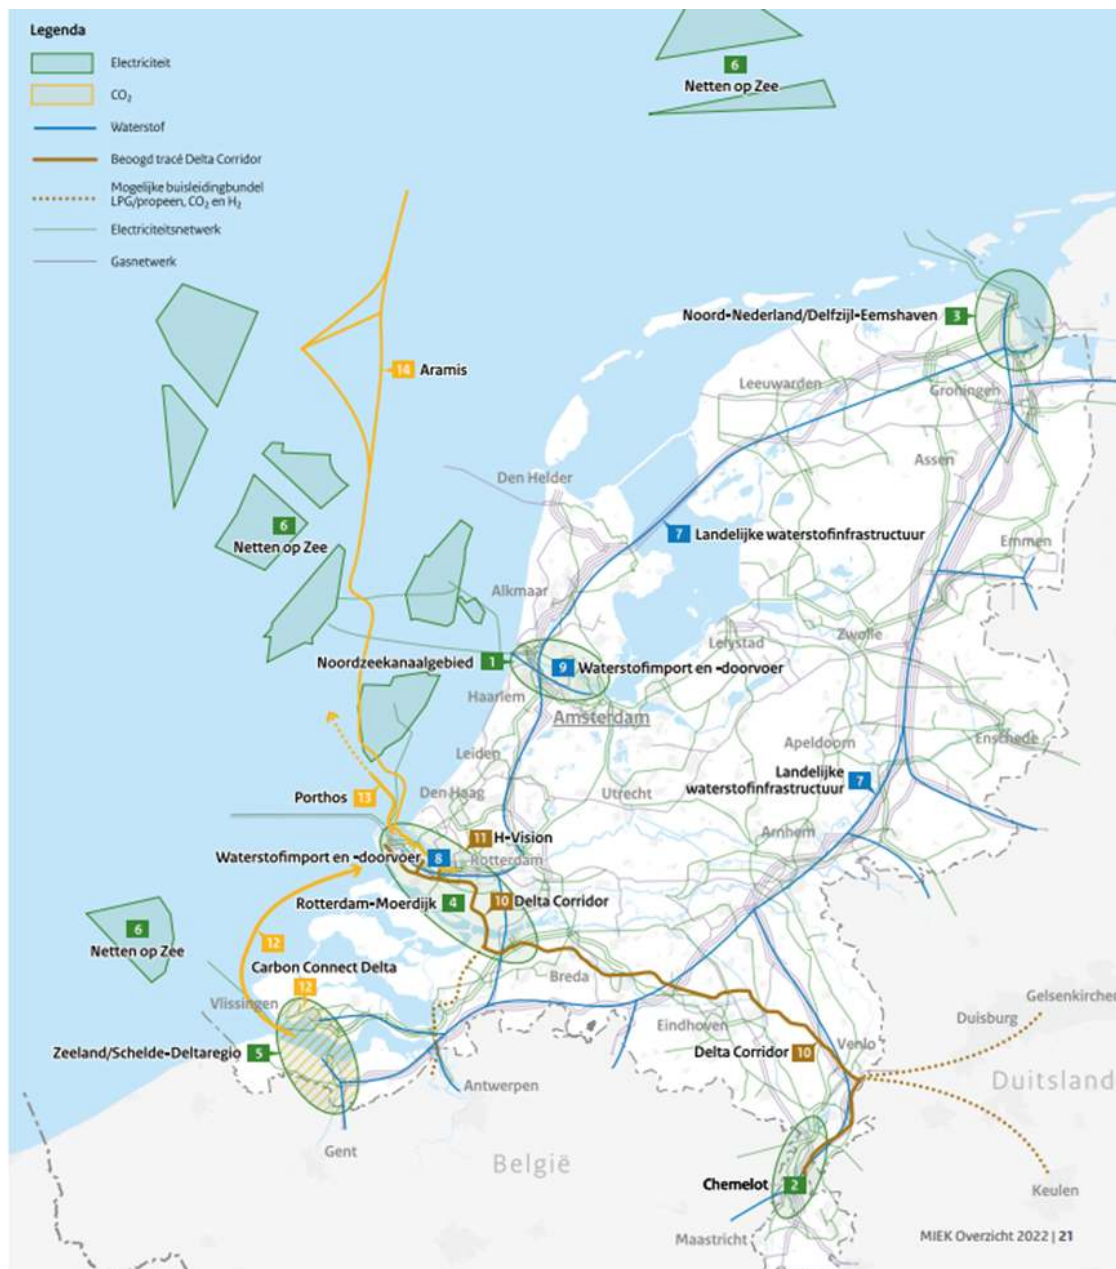 Legenda
Electriciteit
CO₂
Waterstof
Beoogd tracé Delta Corridor
Mogelijke buisleidingbundel
LPG/propeen, CO₂ en H₂
Electriciteitsnetwerk
Gasnetwerk
6
Netten op Zee
Noord-Nederland/Delfzijl-Eemshaven 3
14 Aramis
Leeuwarden
Groningen
Assen
Den Helder
6
Netten op Zee
7 Landelijke waterstofinfrastructuur
Emmen
Alkmaar
Zwolle
Lelystad
Noordzeekanaalgebied 1
9 Waterstofimport en -doorvoer
Haarlem
Amsterdam
Leiden
Apeldoorn
Enschede
Landelijke
waterstofinfrastructuur 7
Porthos 13
Den Haag
Utrecht
Arnhem
11 H-Vision
Waterstofimport en -doorvoer 8
Rotterdam
Rotterdam-Moerdijk 4
10 Delta Corridor
6
Netten op Zee
12
Carbon Connect Delta
12
Breda
Vlissingen
Gelsenkirchen
Duisburg
Eindhoven
Venlo
Zeeland/Schelde-Deltaregio 5
Delta Corridor 10
Antwerpen
Duitsland
Gent
België
Chemelot 2
Keulen
Maastricht
MIEK Overzicht 2022 | 21